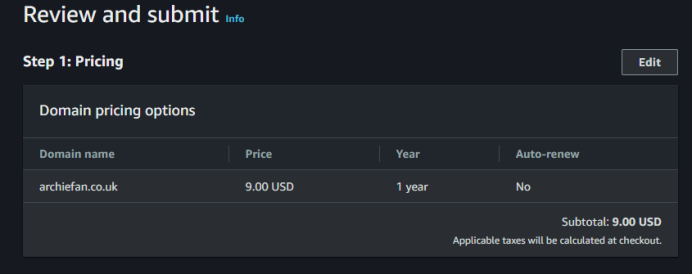 Review and submit Info
Step 1: Pricing Edit
Domain pricing options
Domain name Price Year Auto-renew
archiefan.co.uk 9.00 USD 1 year No
Subtotal: 9.00 USD
Applicable taxes will be calculated at checkout.